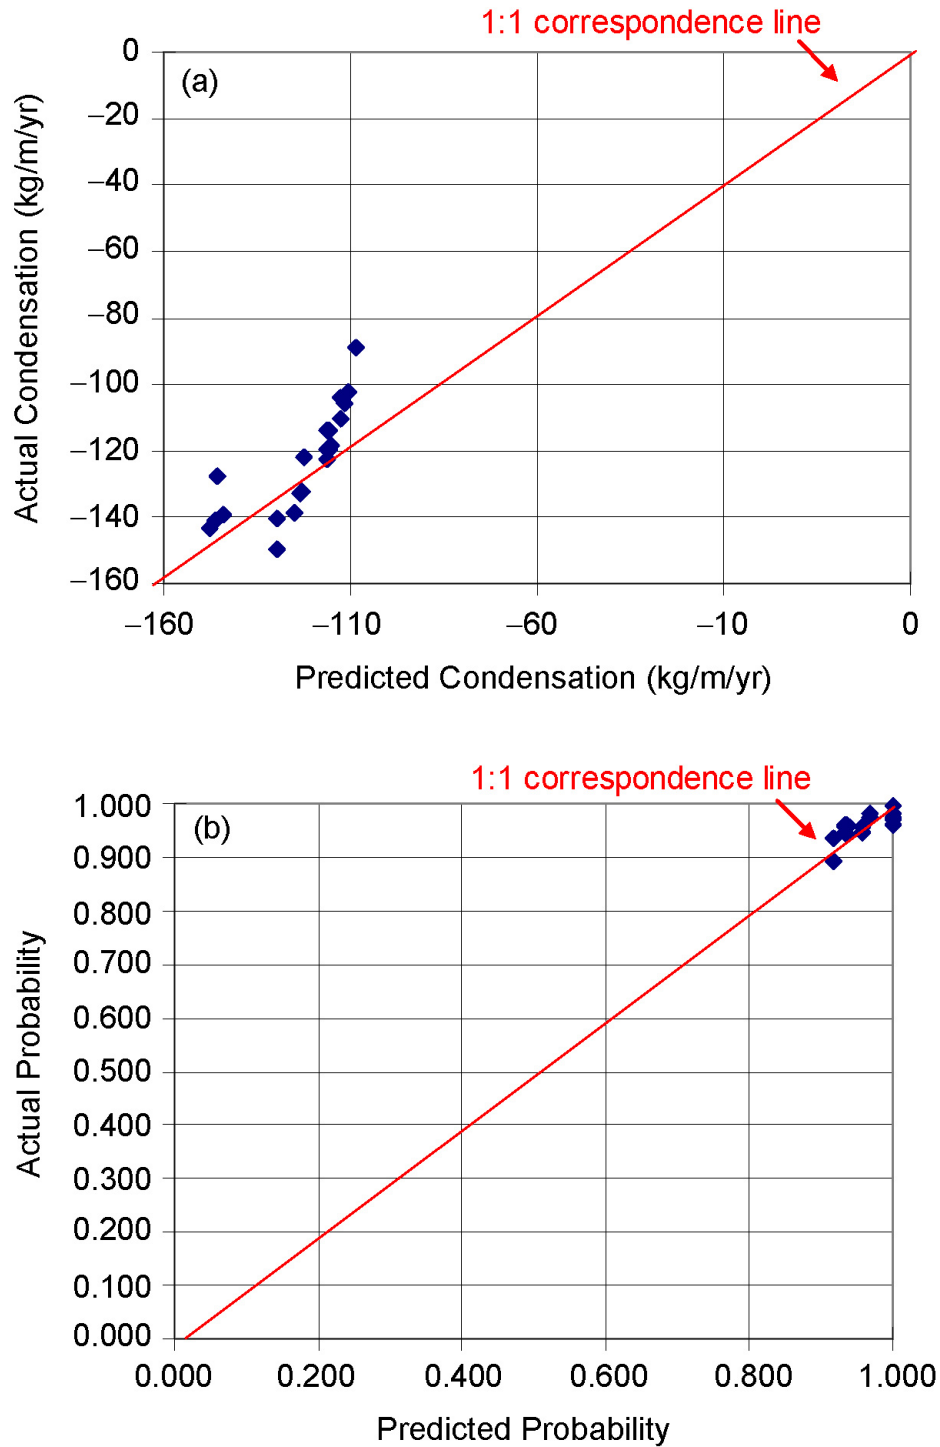 1:1 correspondence line
(a)
0
−20
−40
−60
−80
−100
−120
−140
−160
Actual Condensation (kg/m/yr)
−160 −110 −60 −10 0
Predicted Condensation (kg/m/yr)
1:1 correspondence line
(b)
1.000
0.900
0.800
0.700
0.600
0.500
0.400
0.300
0.200
0.100
0.000
Actual Probability
0.000 0.200 0.400 0.600 0.800 1.000
Predicted Probability